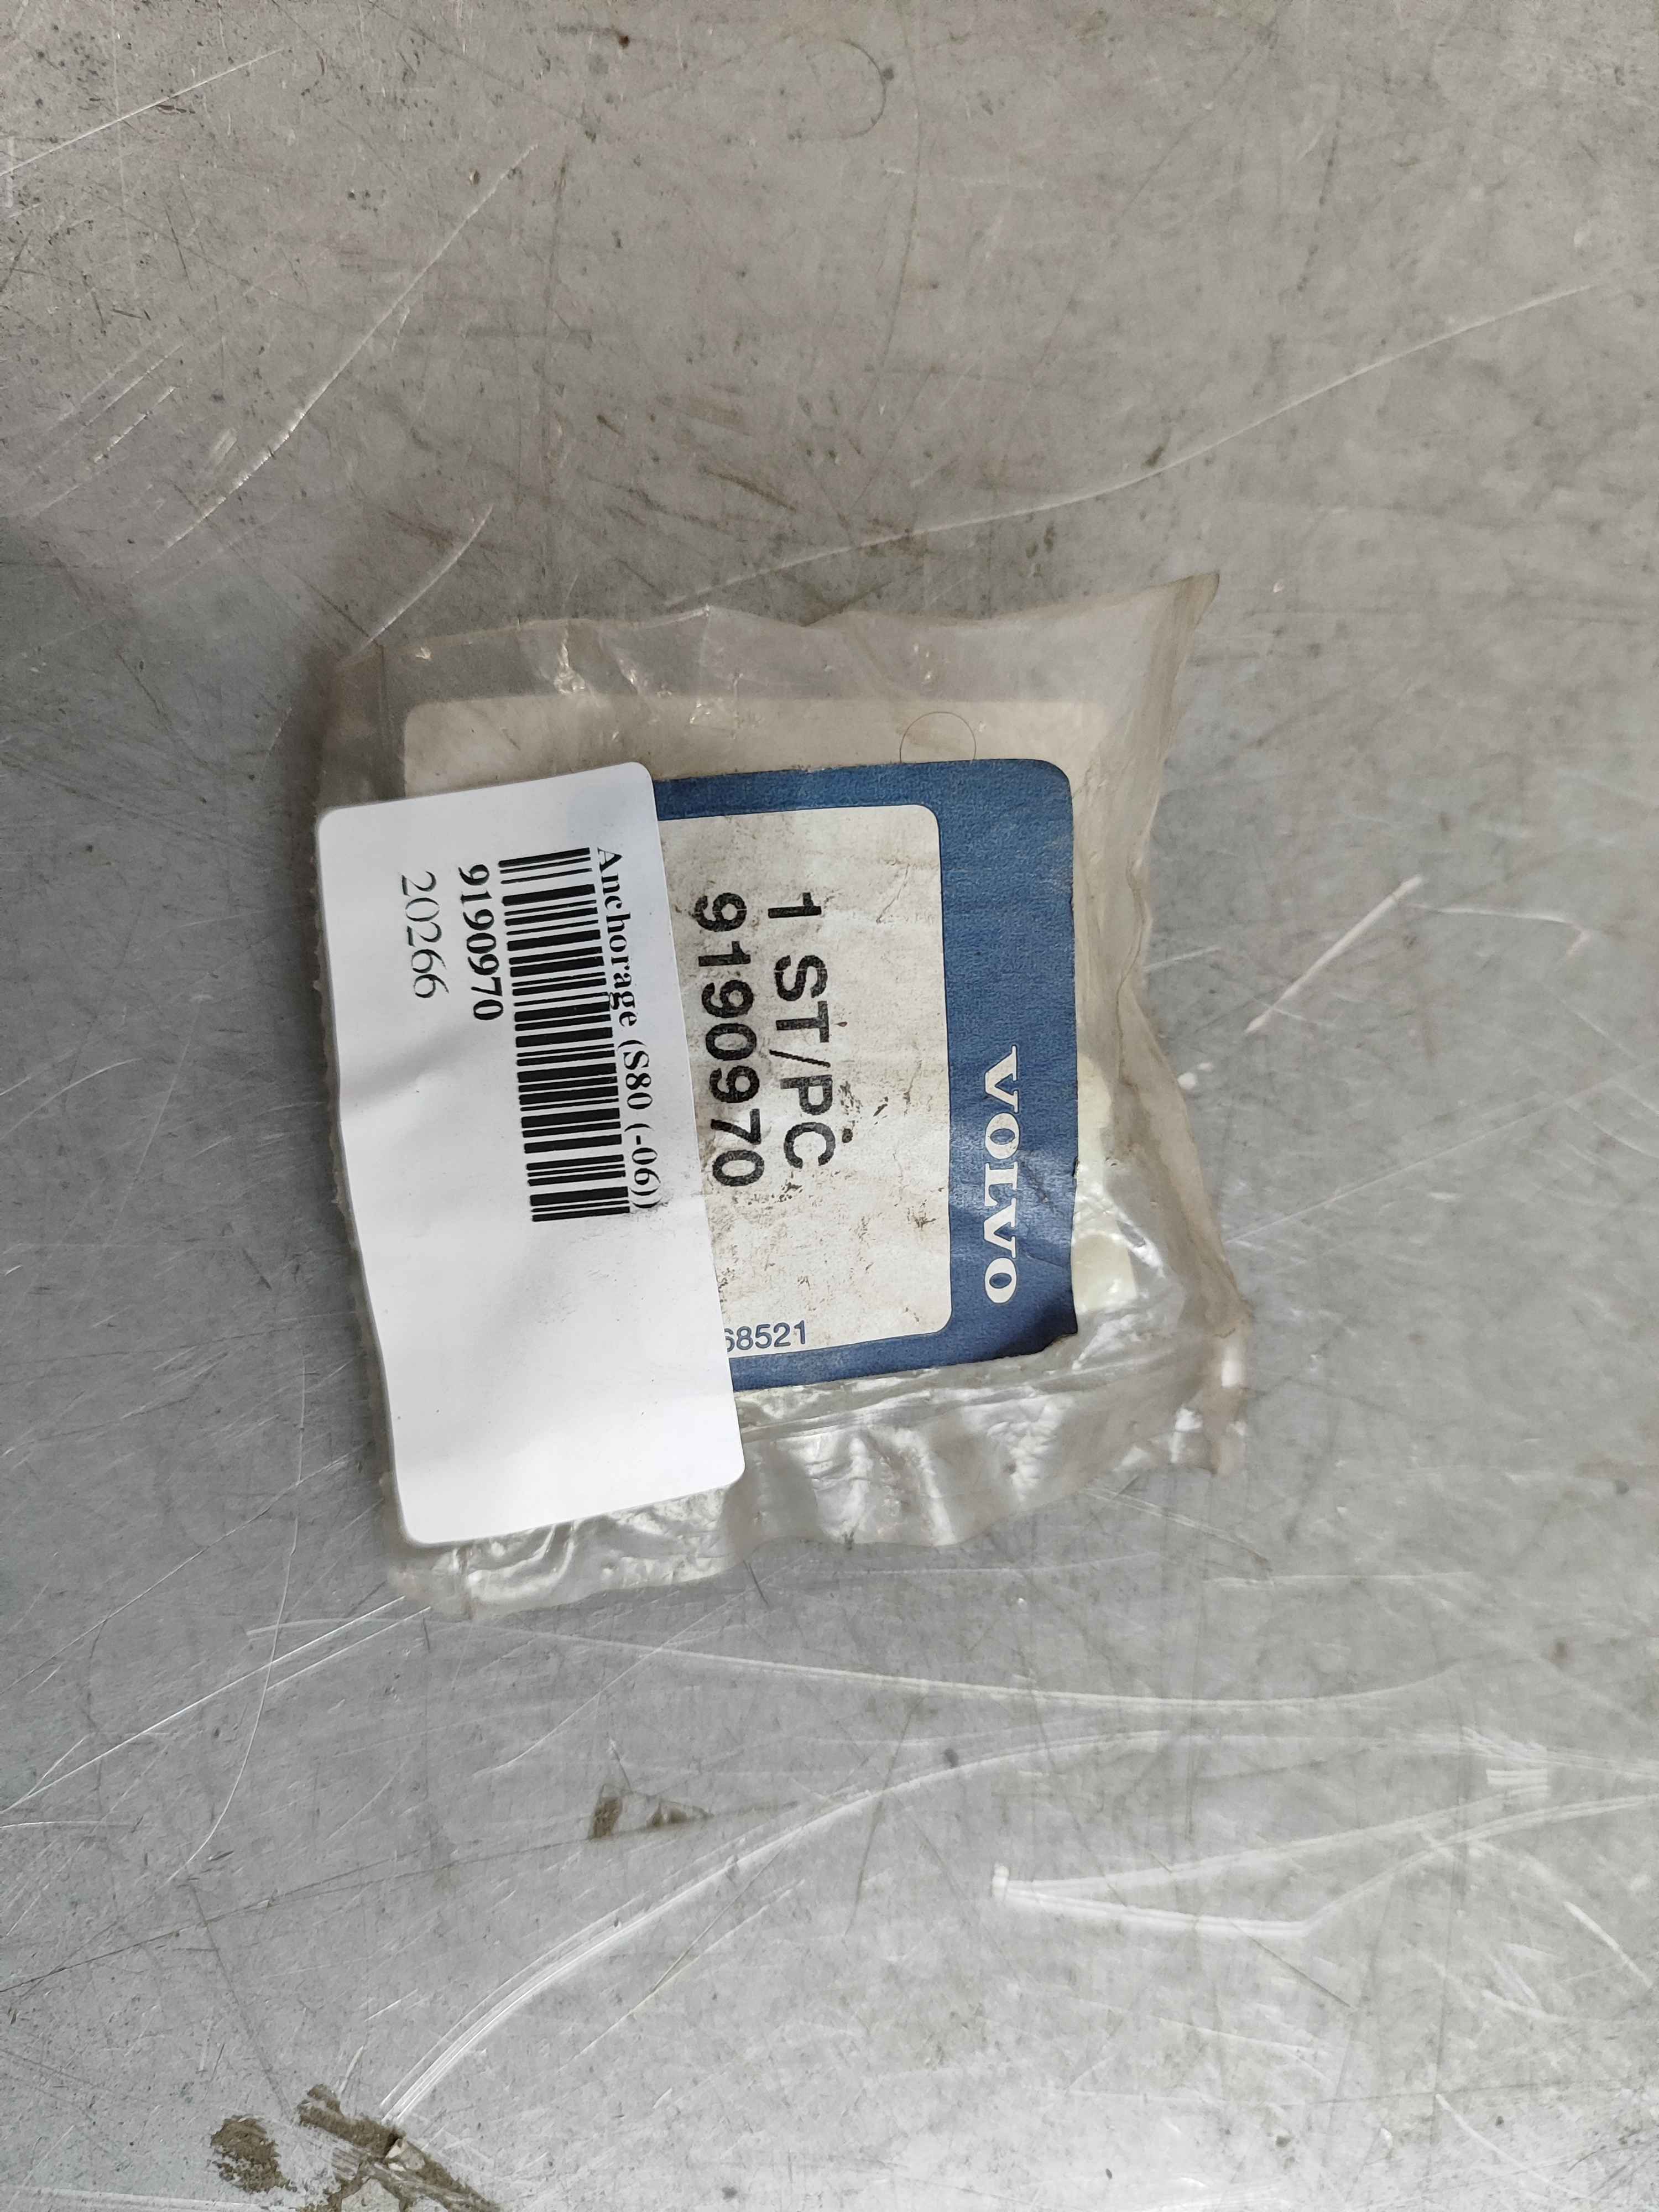 VOLVO
1 ST/PC
9190970
68521
Anchorage (S80 (-06))
9190970
20266